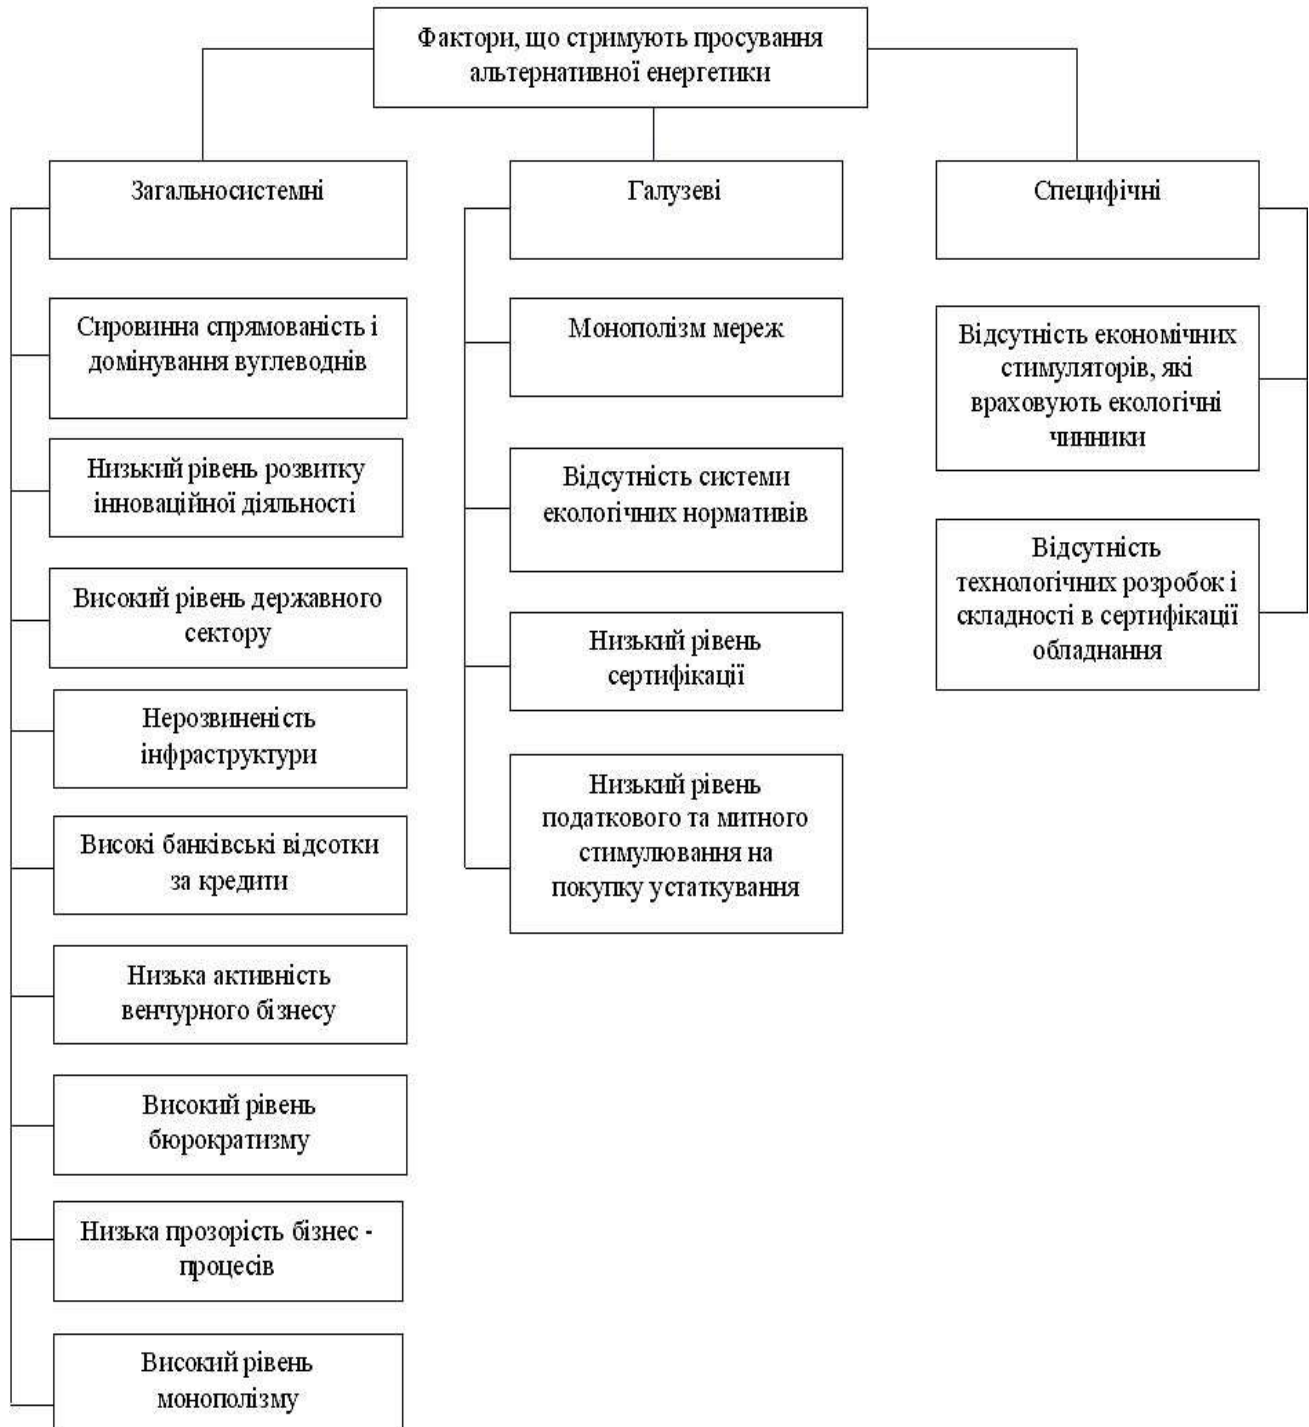 Фактори, що стримують просування
альтернативної енергетики
Загальносистемні
Сировинна спрямованість і
домінування вуглеводнів
Низький рівень розвитку
інноваційної діяльності
Високий рівень державного
сектору
Нерозвиненість
інфраструктури
Високі банківські відсотки
за кредити
Низька активність
венчурного бізнесу
Високий рівень
бюрократизму
Низька прозорість бізнес -
процесів
Високий рівень
монополізму
Галузеві
Монополізм мереж
Відсутність системи
екологічних нормативів
Низький рівень
сертифікації
Низький рівень
податкового та митного
стимулювання на
покупку устаткування
Специфічні
Відсутність економічних
стимуляторів, які
враховують екологічні
чинники
Відсутність
технологічних розробок і
складності в сертифікації
обладнання